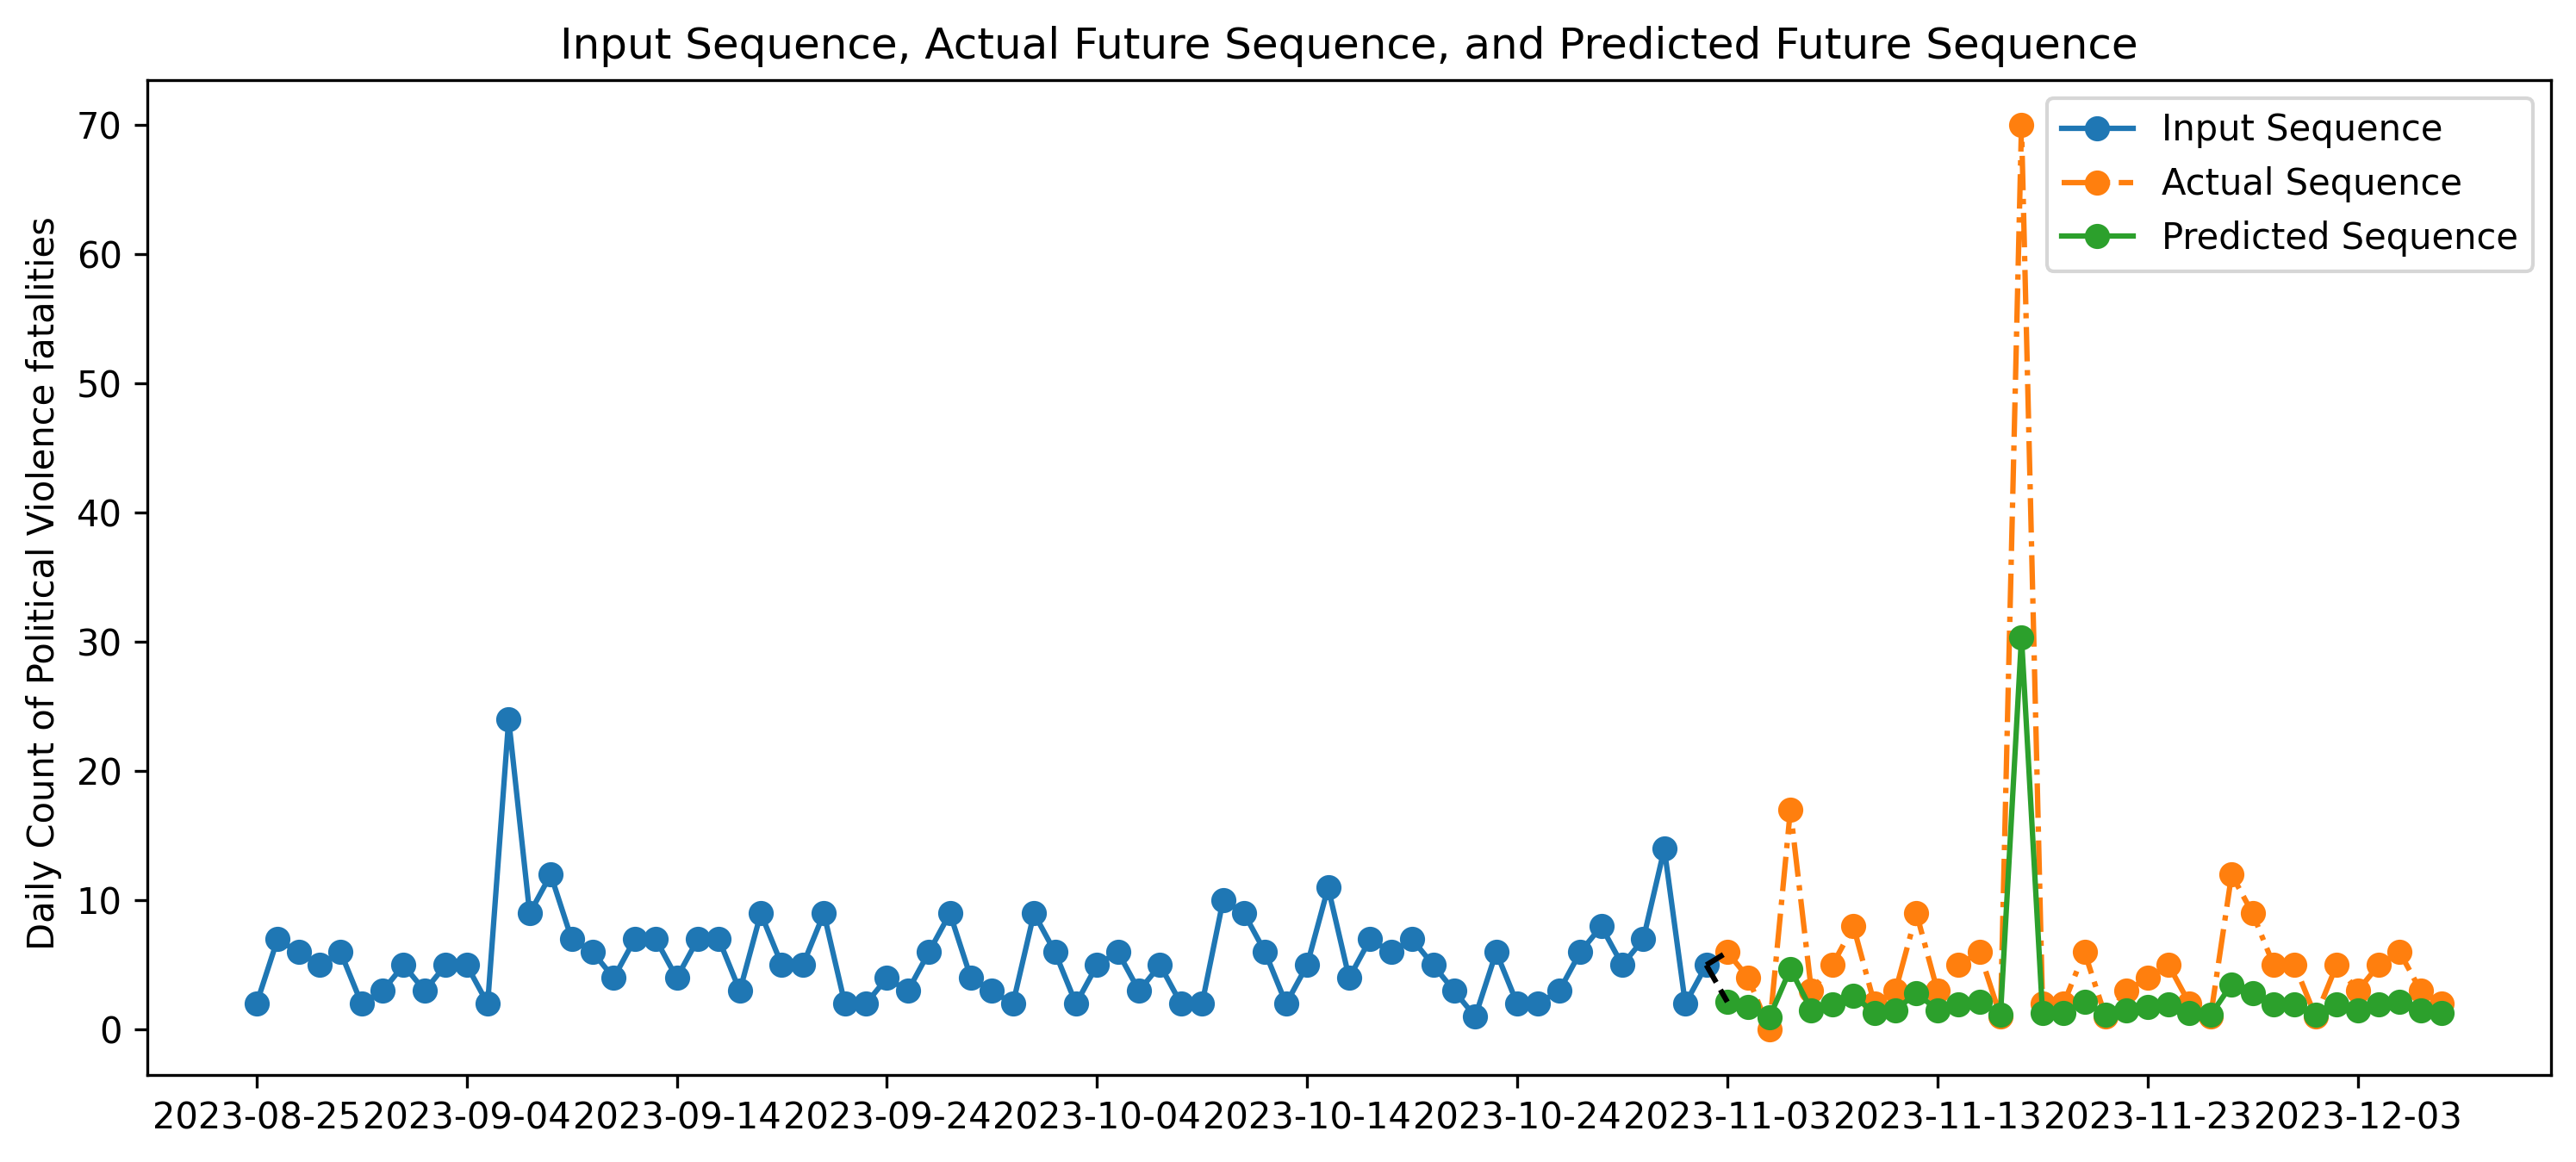 Input Sequence, Actual Future Sequence, and Predicted Future Sequence
Daily Count of Political Violence fatalities
70
60
50
40
30
20
10
0
Input Sequence
Actual Sequence
Predicted Sequence
2023-08-25 2023-09-04 2023-09-14 2023-09-24 2023-10-04 2023-10-14 2023-10-24 2023-11-03 2023-11-13 2023-11-23 2023-12-03